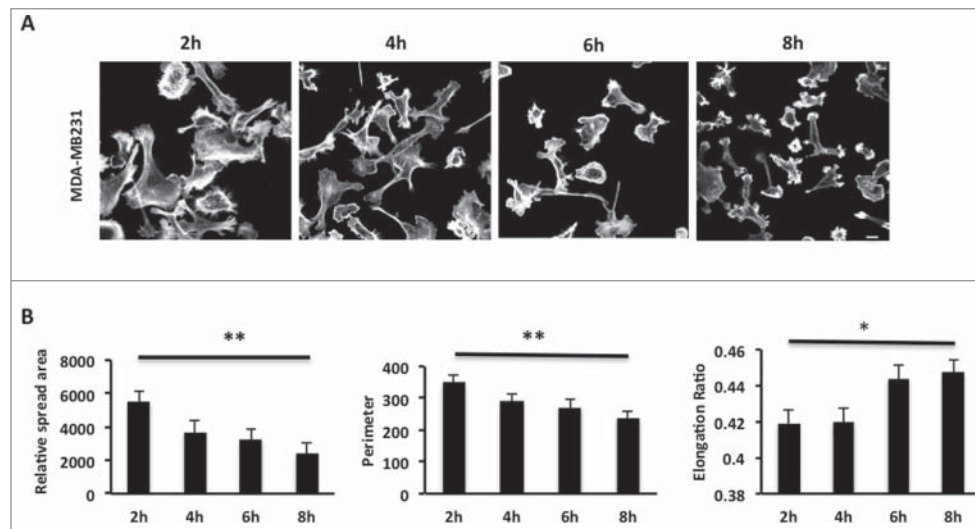 A
2h 4h 6h 8h
MDA-MB231
B
**
Relative spread area
8000
6000
4000
2000
0
2h 4h 6h 8h
**
Perimeter
400
300
200
100
0
2h 4h 6h 8h
*
Elongation Ratio
0.46
0.44
0.42
0.4
0.38
2h 4h 6h 8h